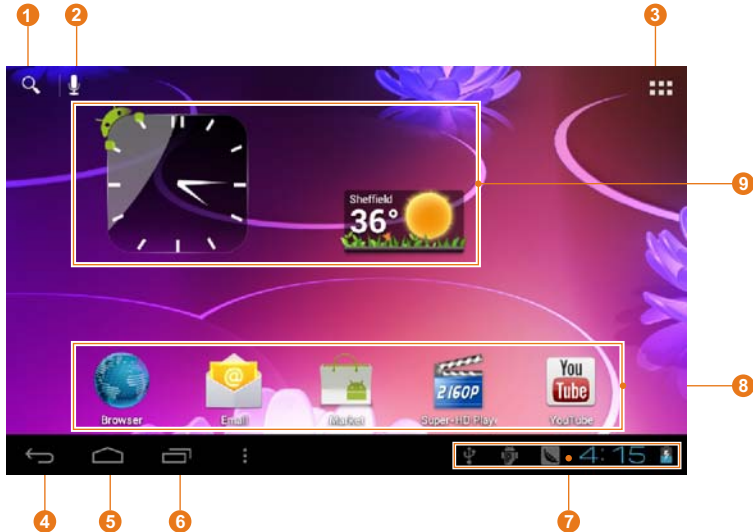 1 2 3
Sheffield
36°
9
@
2160P
You
Tube
Browser Email Market Super-HD Playe YouTube
8
4:15
4 5 6 7